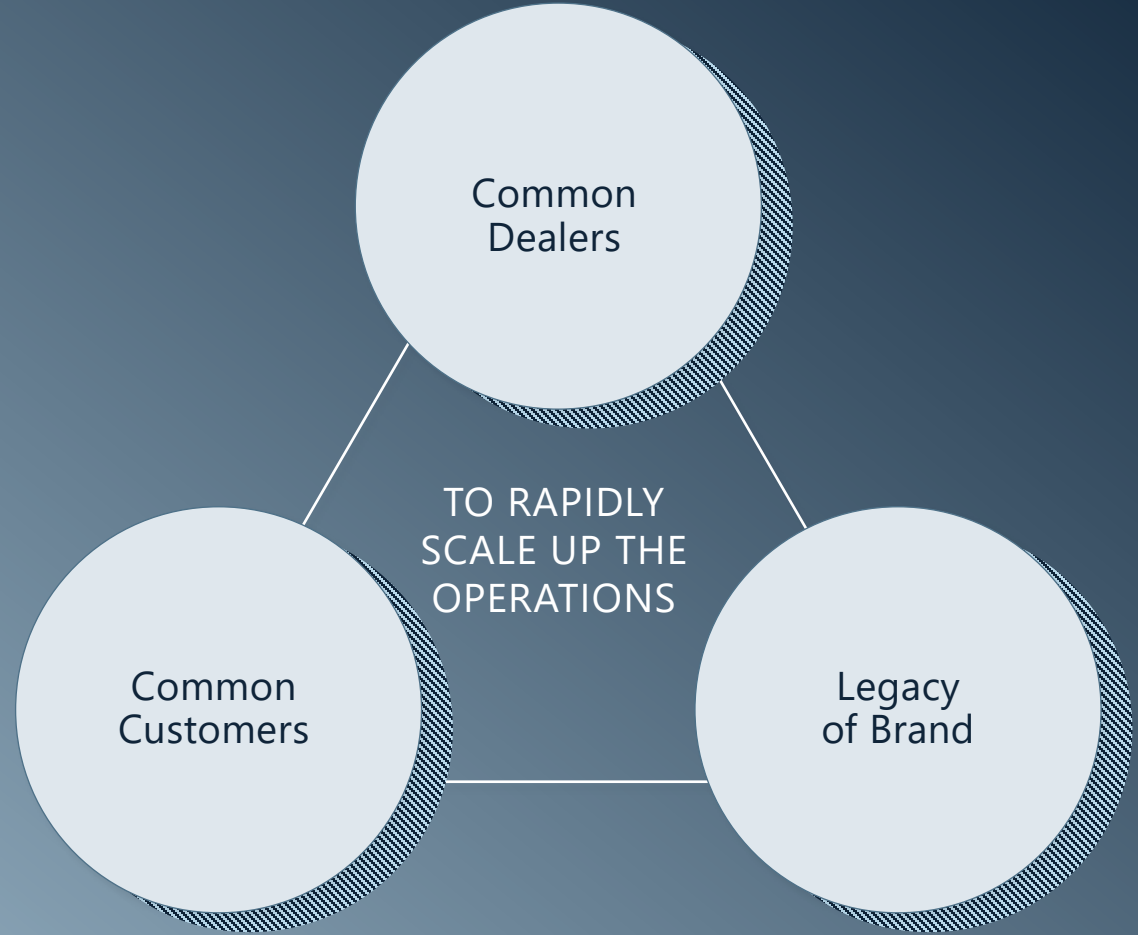 Common
Dealers
TO RAPIDLY
SCALE UP THE
OPERATIONS
Common
Customers
Legacy
of Brand